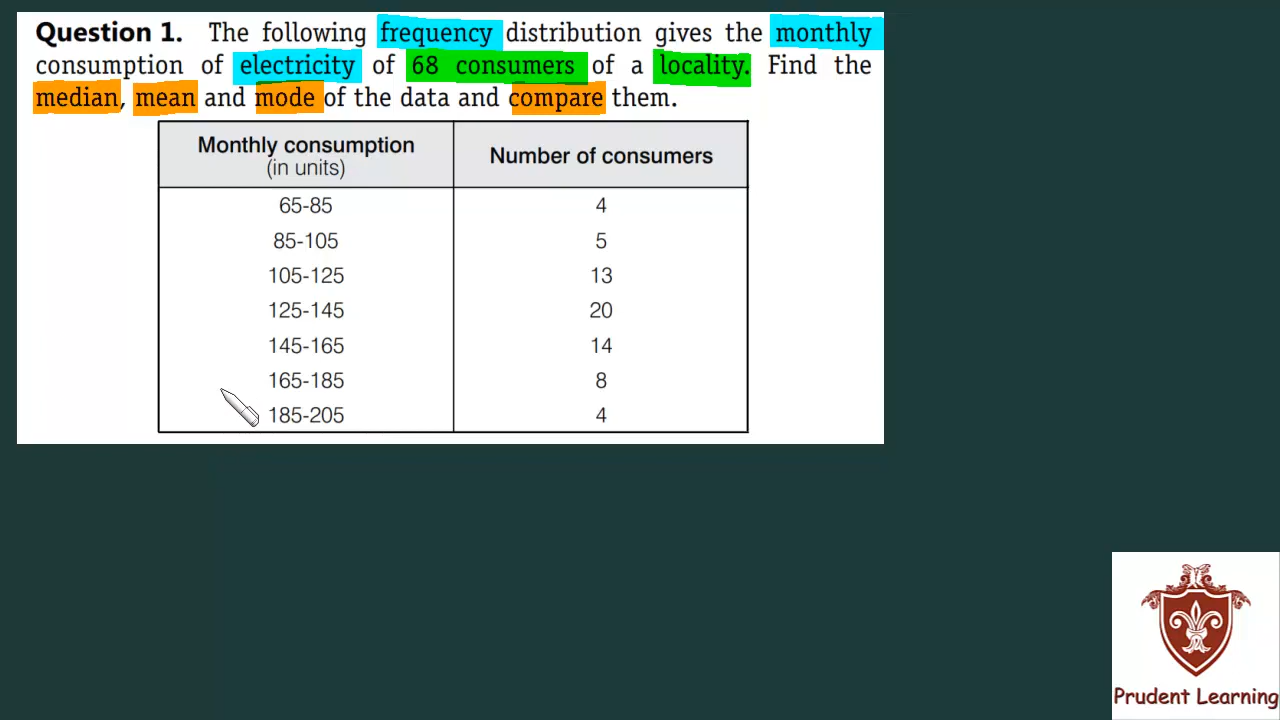 Question 1. The following frequency distribution gives the monthly
consumption of electricity of 68 consumers of a locality. Find the
median, mean and mode of the data and compare them.
Monthly consumption
(in units)
Number of consumers
65-85 4
85-105 5
105-125 13
125-145 20
145-165 14
165-185 8
185-205 4
Prudent Learning